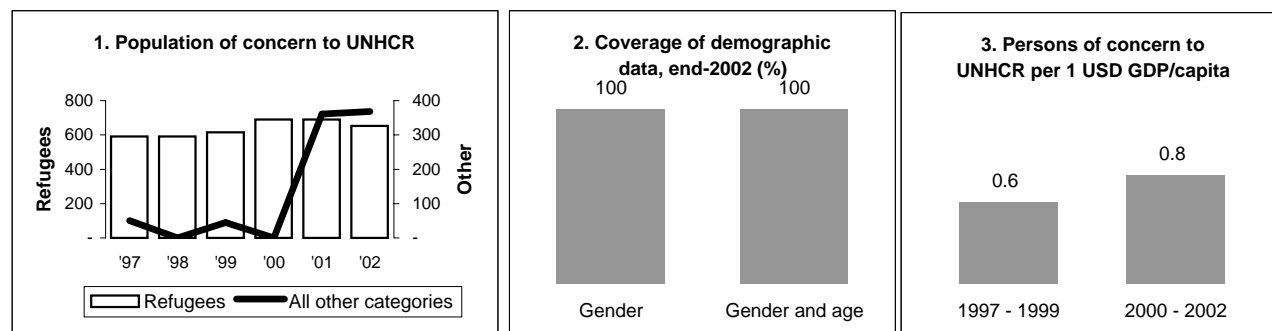 1. Population of concern to UNHCR
800
600
400
200
-
Refugees
400
300
200
100
-
Other
'97 '98 '99 '00 '01 '02
Refugees All other categories
2. Coverage of demographic
data, end-2002 (%)
100 100
Gender Gender and age
3. Persons of concern to
UNHCR per 1 USD GDP/capita
0.6
0.8
1997 - 1999 2000 - 2002